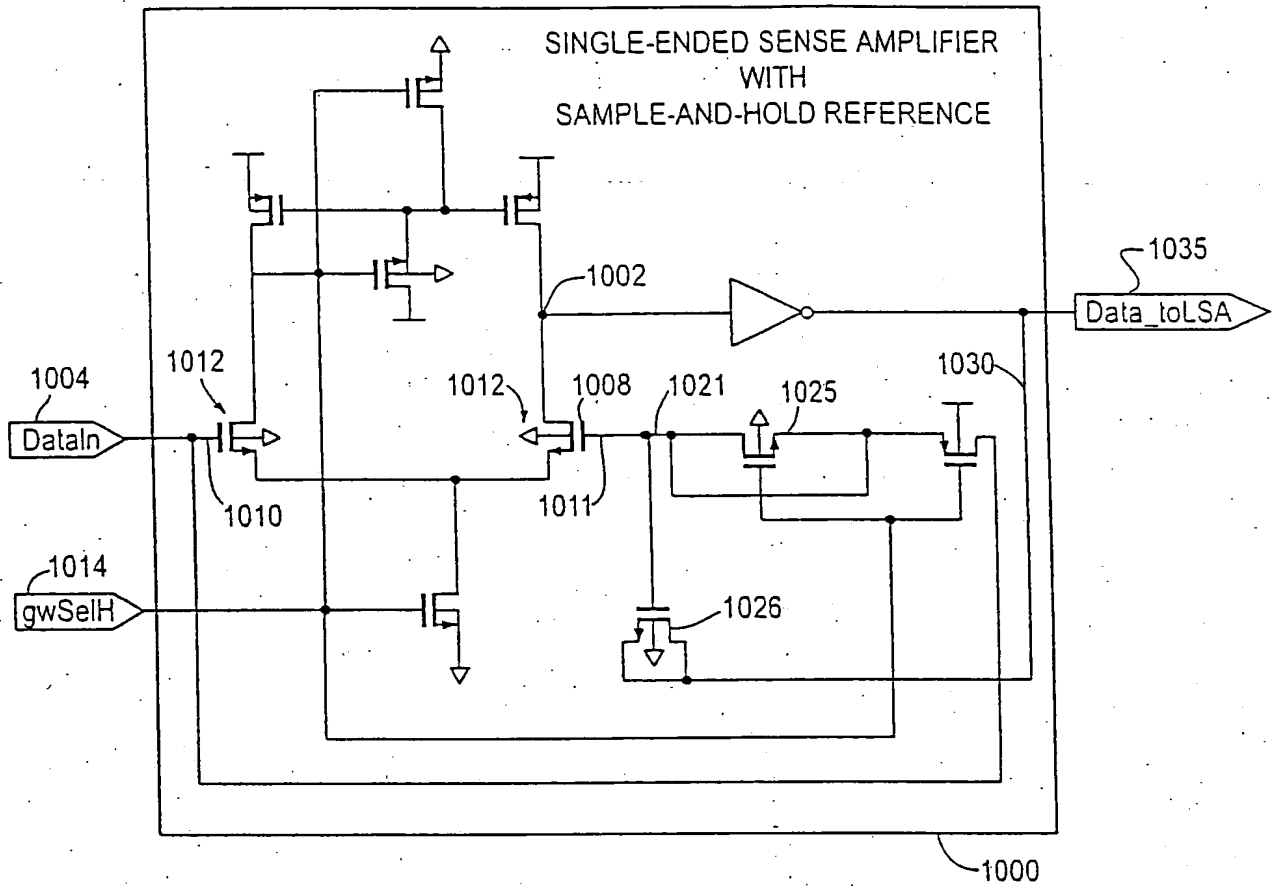 SINGLE-ENDED SENSE AMPLIFIER
WITH
SAMPLE-AND-HOLD REFERENCE
1035
Data_toLSA
1002
1030
1004
DataIn
1012
1012
1008
1021
1025
1010
1011
1014
gwSelH
1026
1000